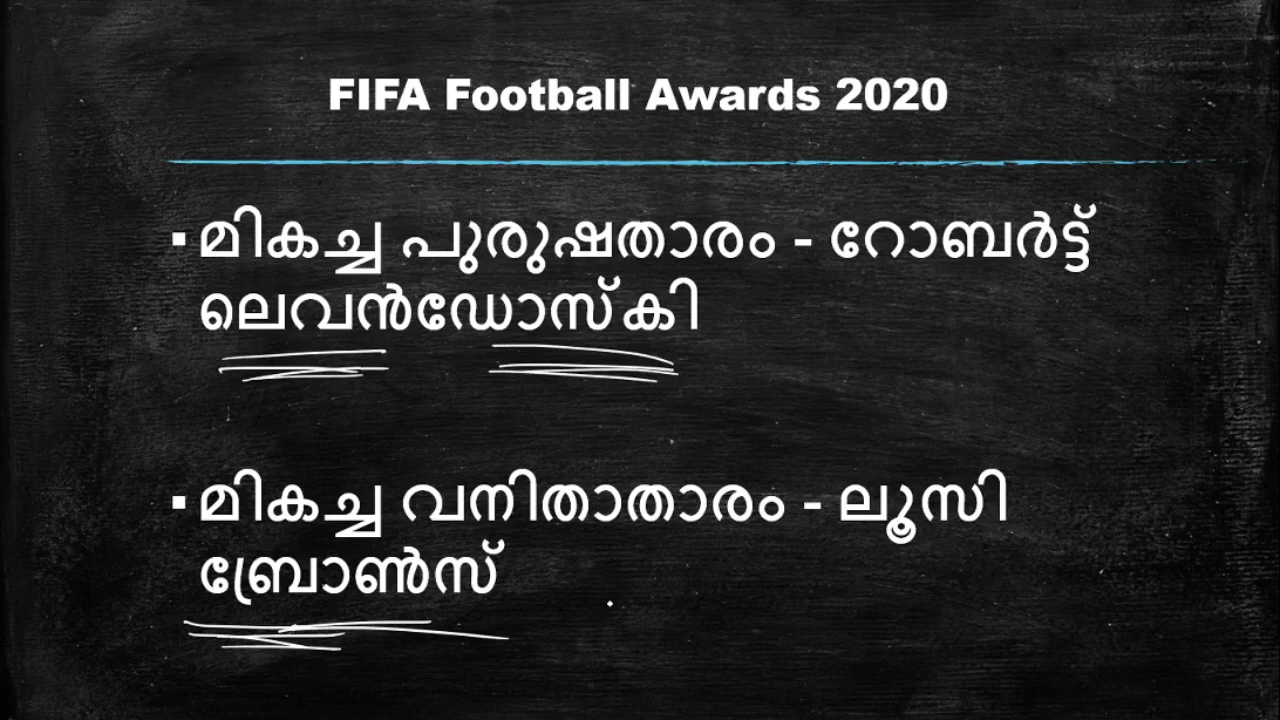 FIFA Football Awards 2020
▪ മികച്ച പുരുഷതാരം - റോബർട്ട്
ലെവൻഡോസ്കി
▪ മികച്ച വനിതാതാരം - ലൂസി
ബ്രോൺസ്